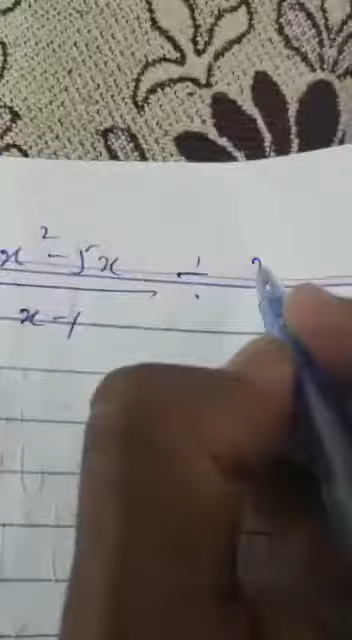 x² - 5x ÷
x - 1